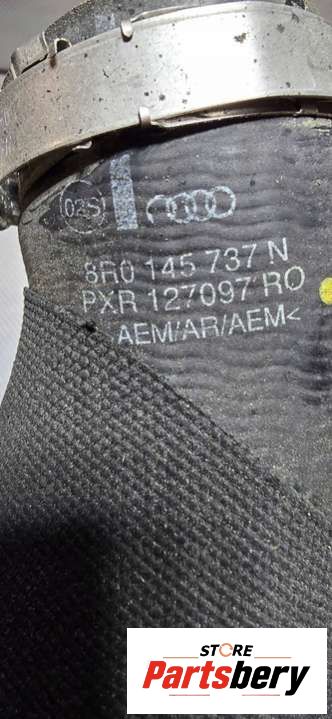 02S
8R0 145 737 N
PXR 127097 RO
AEM/AR/AEM<
STORE
Partsbery